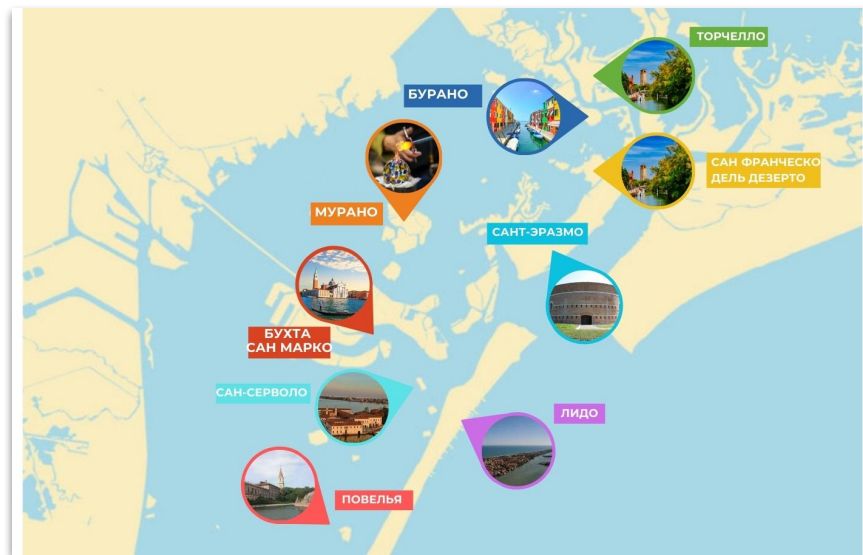 ТОРЧЕЛЛО
БУРАНО
САН ФРАНЧЕСКО
ДЕЛЬ ДЕЗЕРТО
МУРАНО
САНТ-ЭРАЗМО
БУХТА
САН МАРКО
САН-СЕРВОЛО
ЛИДО
ПОВЕЛЬЯ